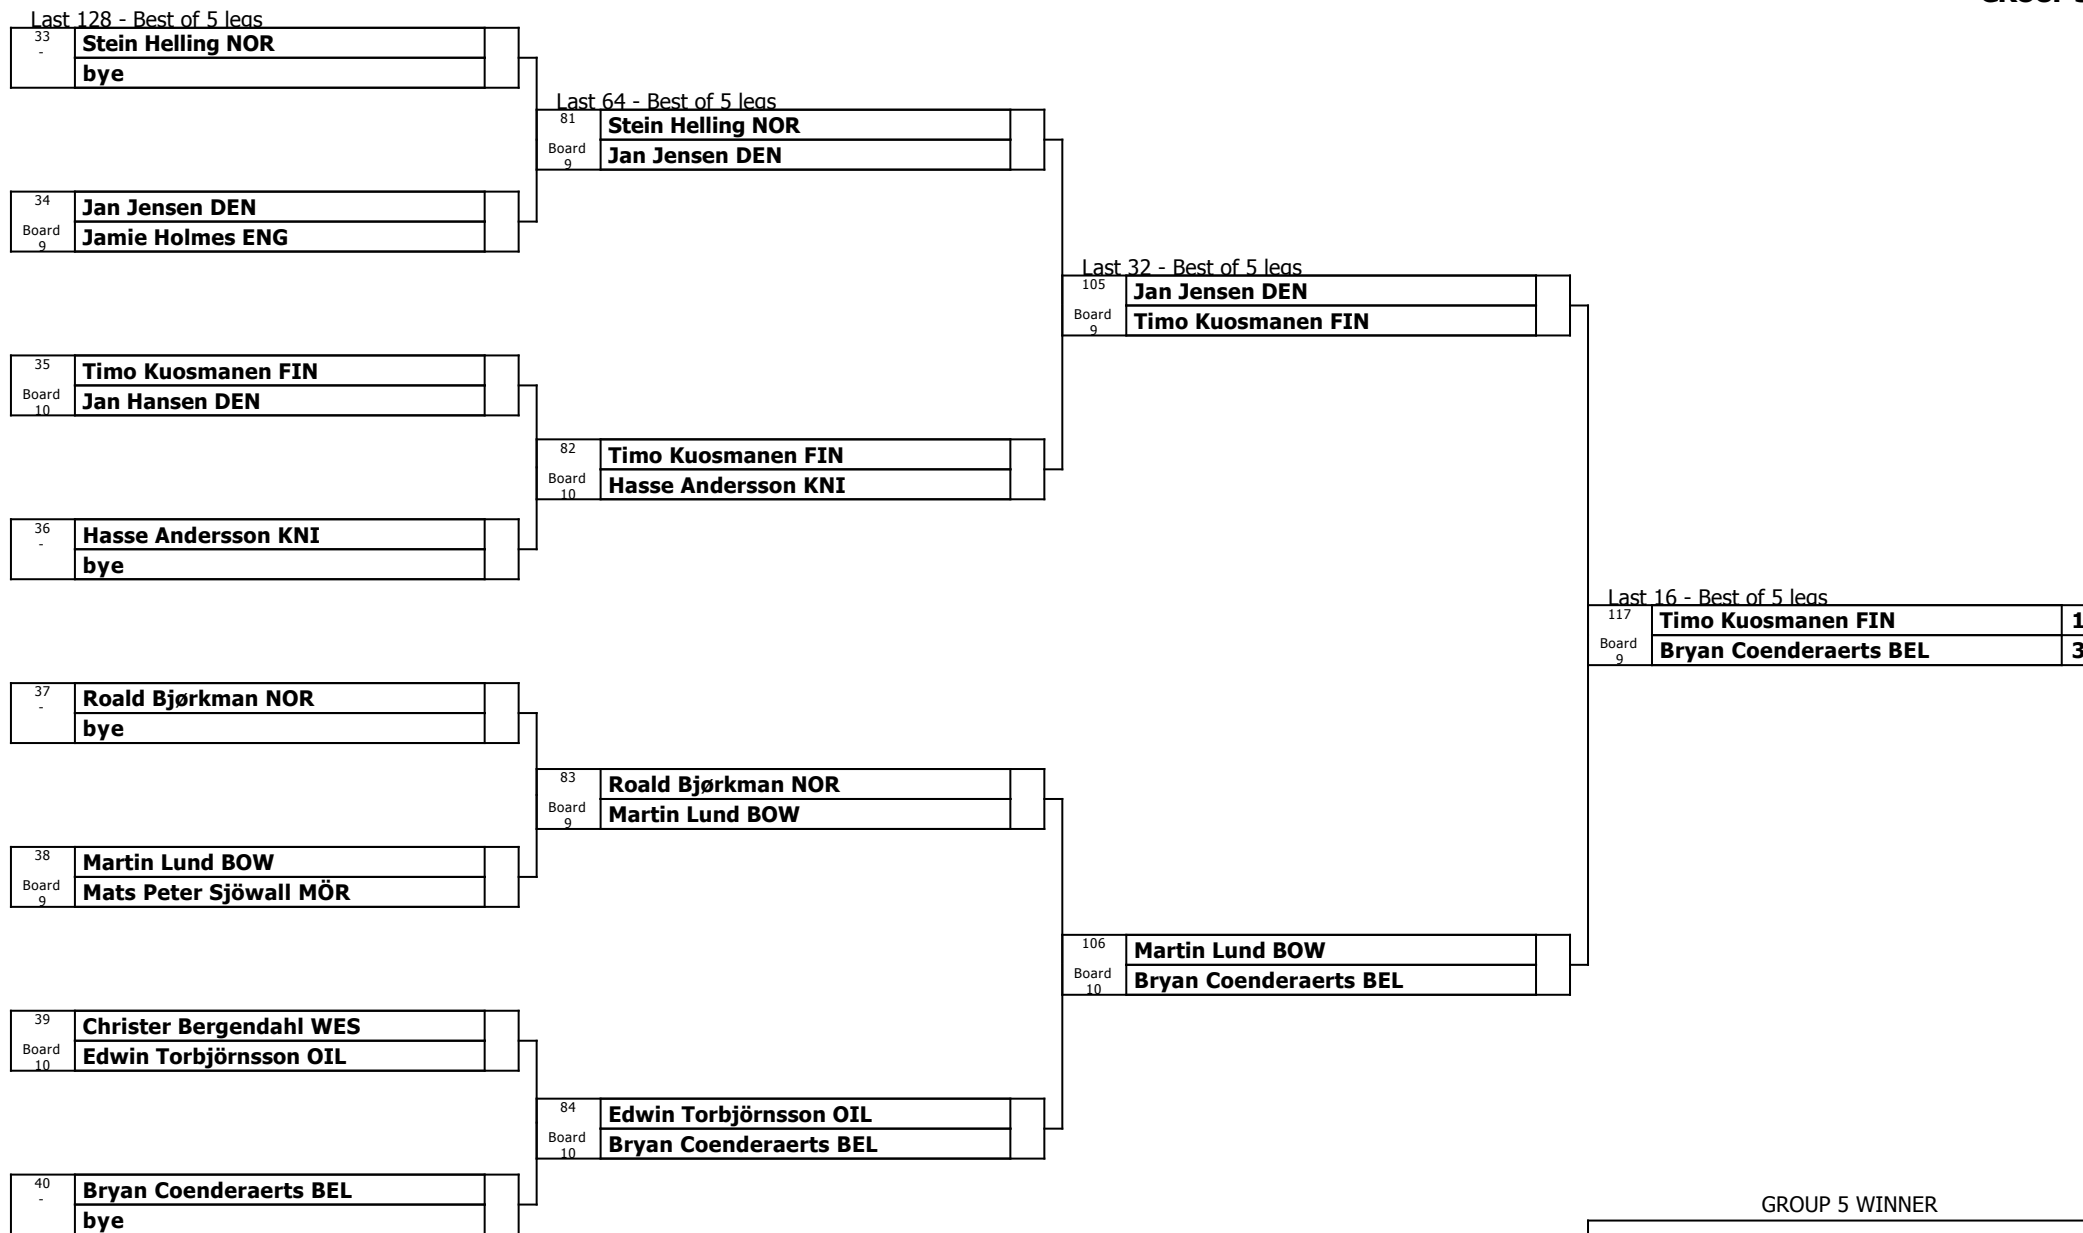 GROUP 5
Last 128 - Best of 5 legs
33
-
Stein Helling NOR
bye
34
Board
9
Jan Jensen DEN
Jamie Holmes ENG
35
Board
10
Timo Kuosmanen FIN
Jan Hansen DEN
36
-
Hasse Andersson KNI
bye
37
-
Roald Bjørkman NOR
bye
38
Board
9
Martin Lund BOW
Mats Peter Sjöwall MÖR
39
Board
10
Christer Bergendahl WES
Edwin Torbjörnsson OIL
40
-
Bryan Coenderaerts BEL
bye
Last 64 - Best of 5 legs
81
Board
9
Stein Helling NOR
Jan Jensen DEN
82
Board
10
Timo Kuosmanen FIN
Hasse Andersson KNI
83
Board
9
Roald Bjørkman NOR
Martin Lund BOW
84
Board
10
Edwin Torbjörnsson OIL
Bryan Coenderaerts BEL
Last 32 - Best of 5 legs
105
Board
9
Jan Jensen DEN
Timo Kuosmanen FIN
106
Board
10
Martin Lund BOW
Bryan Coenderaerts BEL
Last 16 - Best of 5 legs
117
Board
9
Timo Kuosmanen FIN 1
Bryan Coenderaerts BEL 3
GROUP 5 WINNER